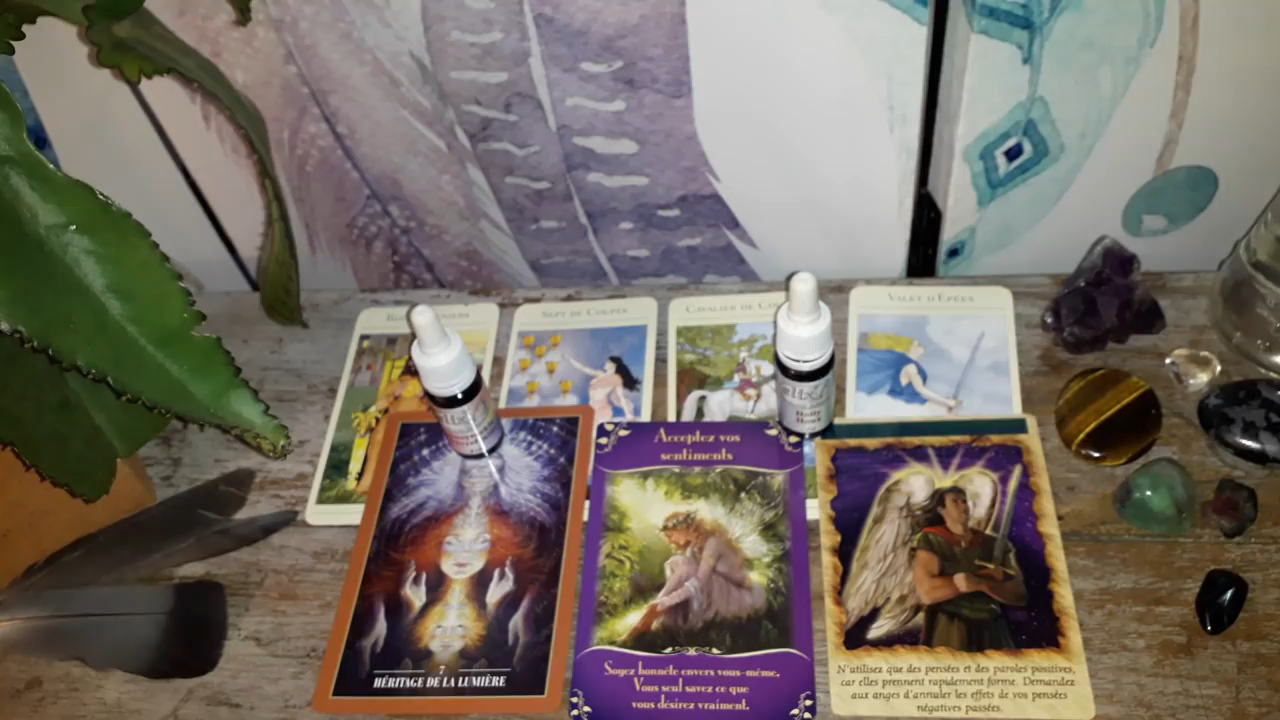 SEPT DE COUPES
CAVALIER DE
VALET D'ÉPÉES
Holly
Houx
Acceptez vos
sentiments
7
HÉRITAGE DE LA LUMIÈRE
Soyez honnête envers vous-même.
Vous seul savez ce que
vous désirez vraiment.
N'utilisez que des pensées et des paroles positives,
car elles prennent rapidement forme. Demandez
aux anges d'annuler les effets de vos pensées
négatives passées.